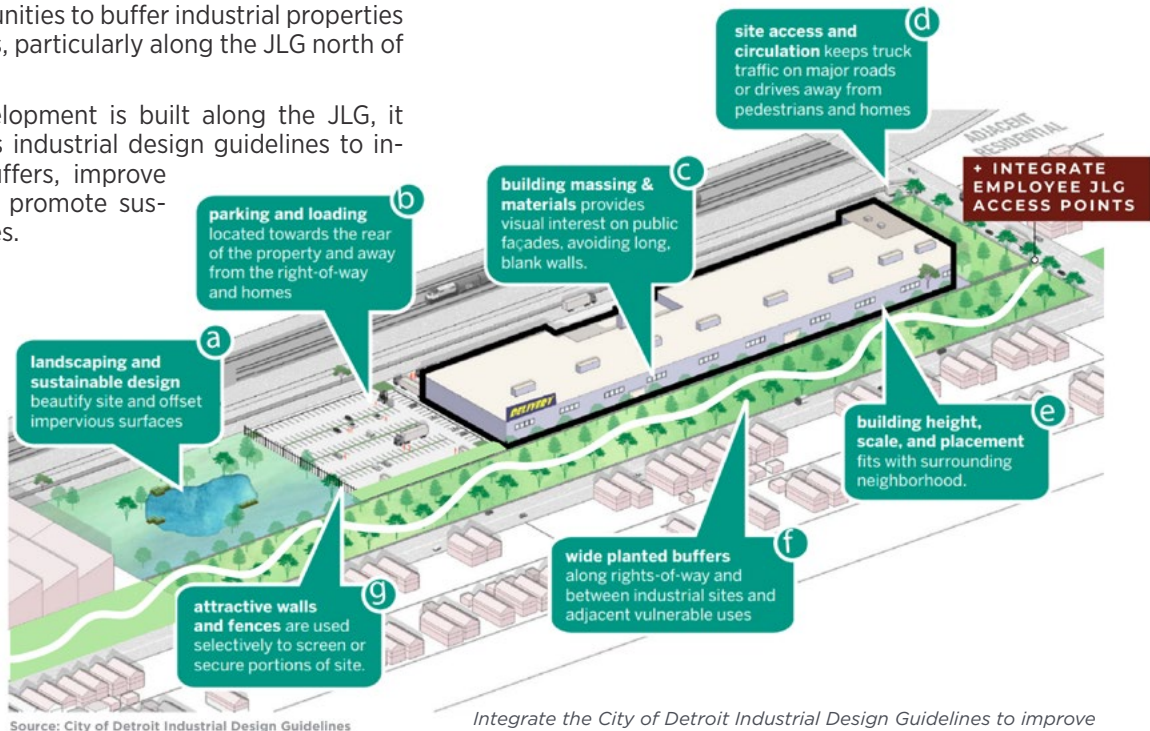 unities to buffer industrial properties
s, particularly along the JLG north of
elopment is built along the JLG, it
s industrial design guidelines to in-
uffers, improve
promote sus-
es.
a
landscaping and
sustainable design
beautify site and offset
impervious surfaces
b
parking and loading
located towards the rear
of the property and away
from the right-of-way
and homes
c
building massing &
materials provides
visual interest on public
façades, avoiding long,
blank walls.
d
site access and
circulation keeps truck
traffic on major roads
or drives away from
pedestrians and homes
ADJACENT
RESIDENTIAL
+ INTEGRATE
EMPLOYEE JLG
ACCESS POINTS
DELIVERY
e
building height,
scale, and placement
fits with surrounding
neighborhood.
f
wide planted buffers
along rights-of-way and
between industrial sites and
adjacent vulnerable uses
g
attractive walls
and fences are used
selectively to screen or
secure portions of site.
Source: City of Detroit Industrial Design Guidelines
Integrate the City of Detroit Industrial Design Guidelines to improve